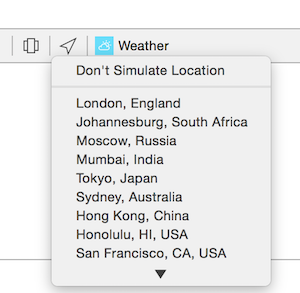 Weather
Don't Simulate Location
London, England
Johannesburg, South Africa
Moscow, Russia
Mumbai, India
Tokyo, Japan
Sydney, Australia
Hong Kong, China
Honolulu, HI, USA
San Francisco, CA, USA